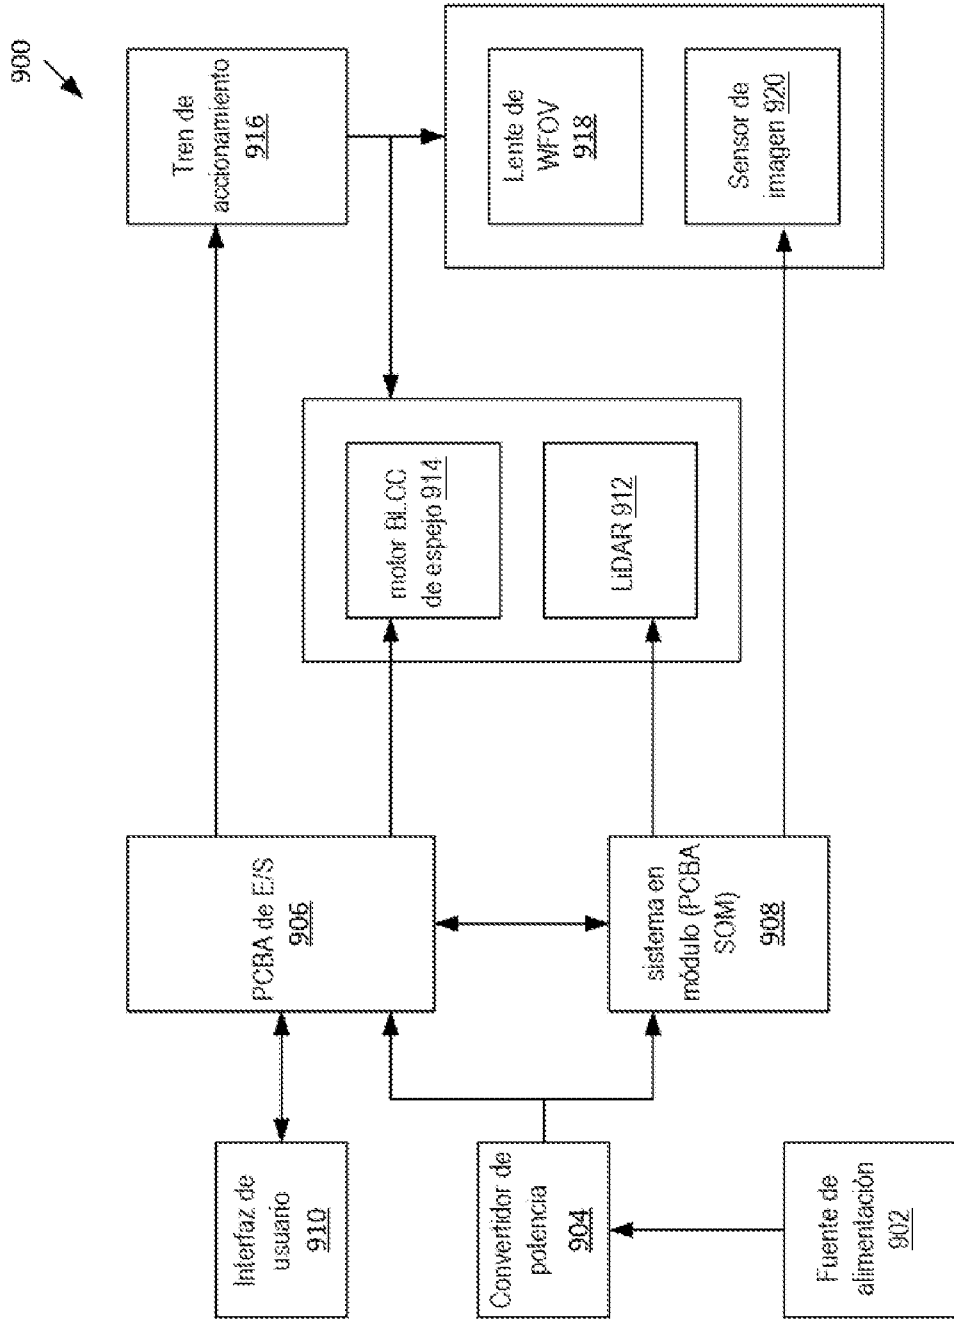 900
Tren de
accionamiento
916
Lente de
WFOV
918
Sensor de
imagen 920
motor BLCC
de espejo 914
LiDAR 912
PCBA de E/S
906
sistema en
módulo (PCBA
SOM)
908
Interfaz de
usuario
910
Convertidor de
potencia
904
Fuente de
alimentación
902